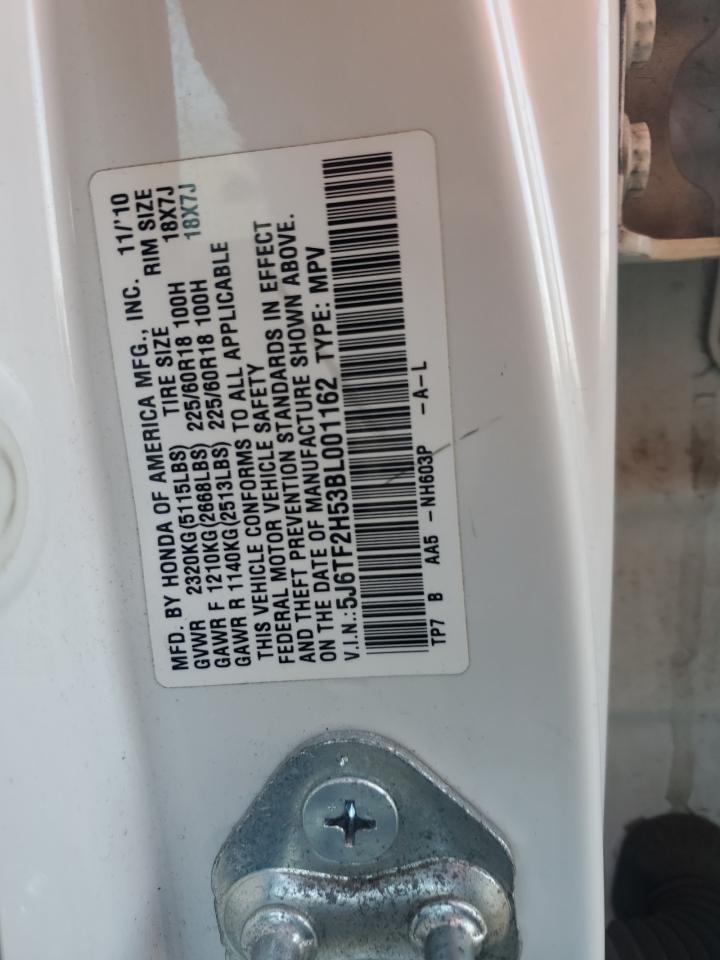 MFD. BY HONDA OF AMERICA MFG., INC. 11/'10
GVWR 2320KG(5115LBS) TIRE SIZE RIM SIZE
GAWR F 1210KG(2668LBS) 225/60R18 100H 18X7J
GAWR R 1140KG(2513LBS) 225/60R18 100H 18X7J
THIS VEHICLE CONFORMS TO ALL APPLICABLE
FEDERAL MOTOR VEHICLE SAFETY
AND THEFT PREVENTION STANDARDS IN EFFECT
ON THE DATE OF MANUFACTURE SHOWN ABOVE.
V.I.N.:5J6TF2H53BL001162 TYPE: MPV
TP7 B AA5 -NH603P -A-L